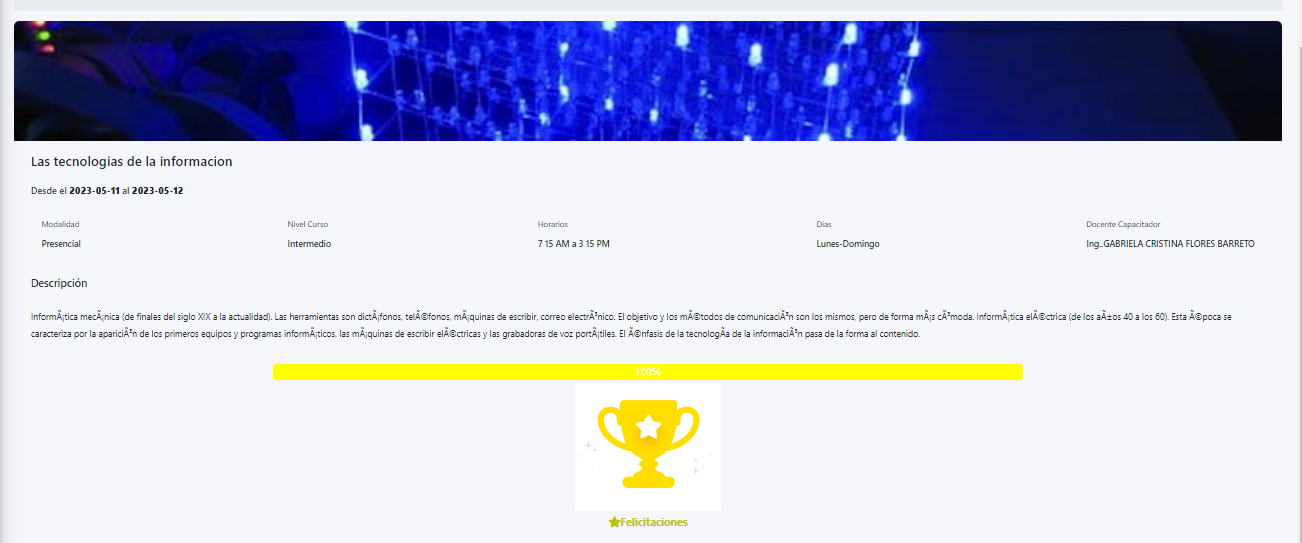 Las tecnologias de la informacion
Desde el 2023-05-11 al 2023-05-12
Modalidad Nivel Curso Horarios Dias Docente Capacitador
Presencial Intermedio 7 15 AM a 3 15 PM Lunes-Domingo Ing..GABRIELA CRISTINA FLORES BARRETO
Descripción
InformÃ¡tica mecÃ¡nica (de finales del siglo XIX a la actualidad). Las herramientas son dictÃ¡fonos, telÃ©fonos, mÃ¡quinas de escribir, correo electrÃ³nico. El objetivo y los mÃ©todos de comunicaciÃ³n son los mismos, pero de forma mÃ¡s cÃ³moda. InformÃ¡tica elÃ©ctrica (de los aÃ±os 40 a los 60). Esta Ã©poca se
caracteriza por la apariciÃ³n de los primeros equipos y programas informÃ¡ticos, las mÃ¡quinas de escribir elÃ©ctricas y las grabadoras de voz portÃ¡tiles. El Ã©nfasis de la tecnologÃ­a de la informaciÃ³n pasa de la forma al contenido.
100%
Felicitaciones